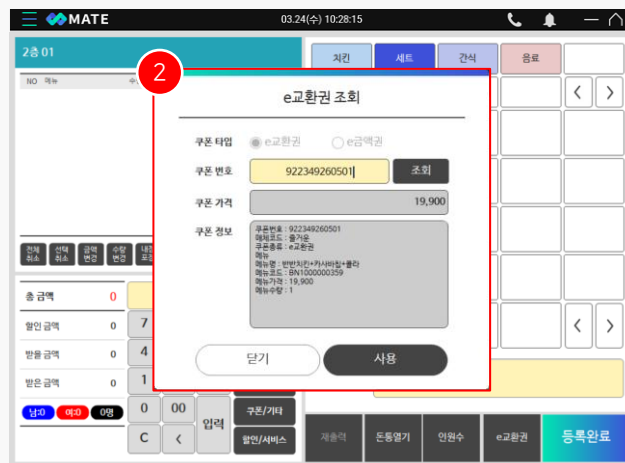 MATE
03.24(수) 10:28:15
2층 01
치킨
세트
간식
음료
NO 메뉴
2
e교환권 조회
쿠폰 타입
e교환권
e금액권
쿠폰 번호
922349260501
조회
쿠폰 가격
19,900
쿠폰 정보
쿠폰번호 : 922349260501
매체코드 : 즐거운
쿠폰종류 : e교환권
메뉴
메뉴명 : 반반치킨+카사바칩+콜라
메뉴코드 : BN1000000359
메뉴가격 : 19,900
메뉴수량 : 1
닫기
사용
전체 취소
선택 취소
금액 변경
수량 변경
총 금액 0
할인 금액 0
받을 금액 0
받은 금액 0
남:0 여:0 0명
7
4
1
0 00
C <
입력
쿠폰/기타
할인/서비스
재출력
돈통열기
인원수
e교환권
등록완료